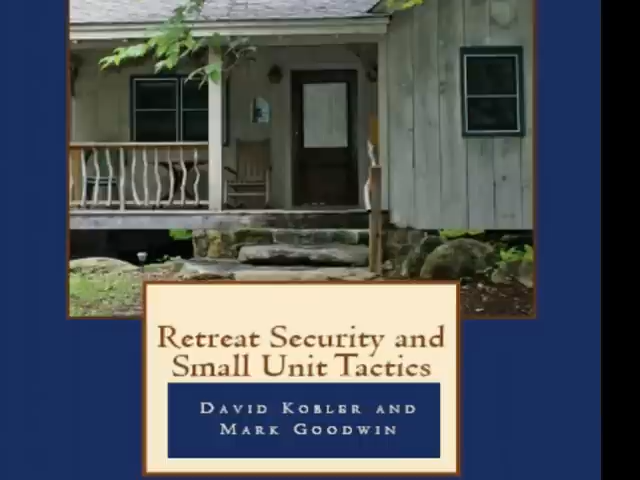 Retreat Security and
Small Unit Tactics
David Kobler and
Mark Goodwin